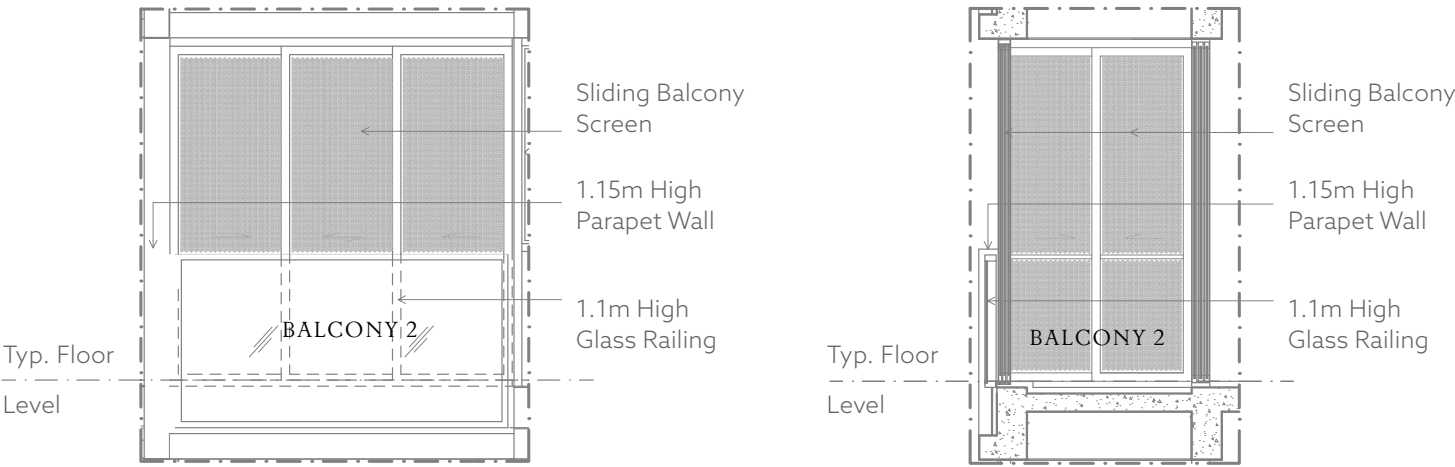 Sliding Balcony
Screen
1.15m High
Parapet Wall
1.1m High
Glass Railing
BALCONY 2
Typ. Floor
Level
Sliding Balcony
Screen
1.15m High
Parapet Wall
1.1m High
Glass Railing
BALCONY 2
Typ. Floor
Level